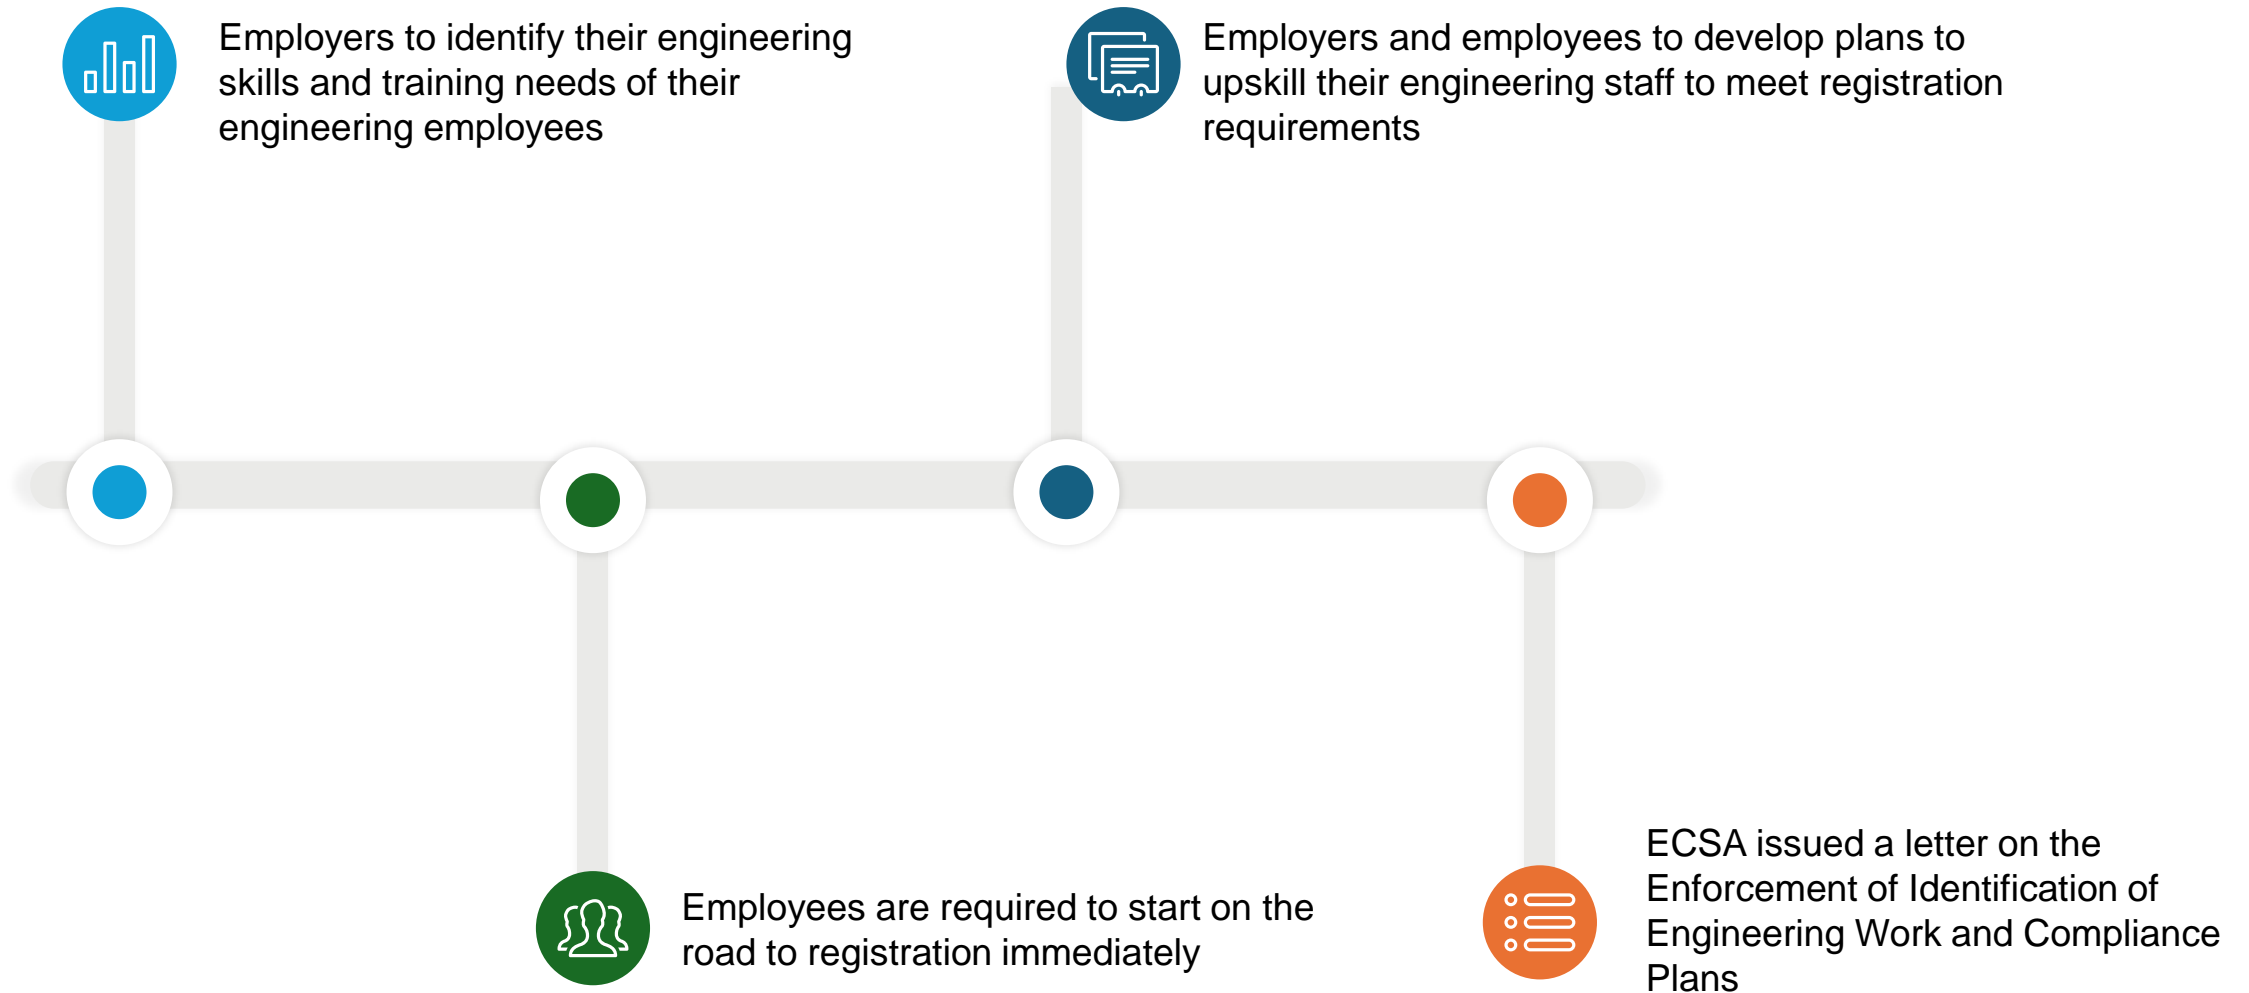 Employers to identify their engineering
skills and training needs of their
engineering employees
Employers and employees to develop plans to
upskill their engineering staff to meet registration
requirements
Employees are required to start on the
road to registration immediately
ECSA issued a letter on the
Enforcement of Identification of
Engineering Work and Compliance
Plans